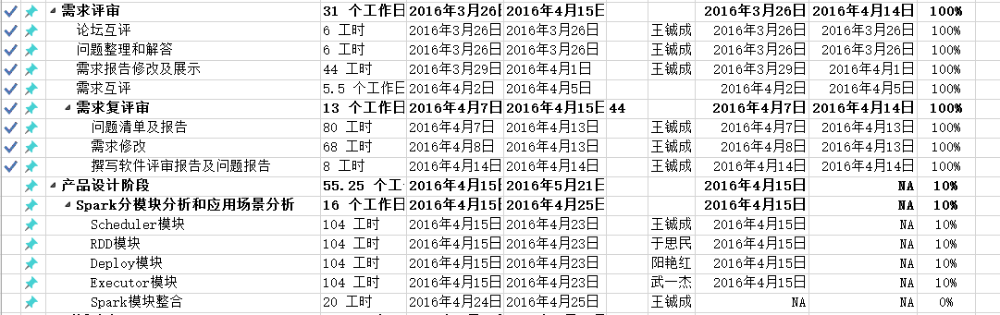 需求评审 31 个工作日 2016年3月26日 2016年4月15日 2016年3月26日 2016年4月14日 100%
论坛互评 6 工时 2016年3月26日 2016年3月26日 王铖成 2016年3月26日 2016年3月26日 100%
问题整理和解答 6 工时 2016年3月26日 2016年3月26日 王铖成 2016年3月26日 2016年3月26日 100%
需求报告修改及展示 44 工时 2016年3月29日 2016年4月1日 王铖成 2016年3月29日 2016年4月1日 100%
需求互评 5.5 个工作日 2016年4月2日 2016年4月5日 2016年4月2日 2016年4月5日 100%
需求复评审 13 个工作日 2016年4月7日 2016年4月15日 44 2016年4月7日 2016年4月14日 100%
问题清单及报告 80 工时 2016年4月7日 2016年4月13日 王铖成 2016年4月7日 2016年4月13日 100%
需求修改 68 工时 2016年4月8日 2016年4月13日 王铖成 2016年4月8日 2016年4月13日 100%
撰写软件评审报告及问题报告 8 工时 2016年4月14日 2016年4月14日 王铖成 2016年4月14日 2016年4月14日 100%
产品设计阶段 55.25 个工 2016年4月15日 2016年5月21日 2016年4月15日 NA 10%
Spark分模块分析和应用场景分析 16 个工作日 2016年4月15日 2016年4月25日 2016年4月15日 NA 10%
Scheduler模块 104 工时 2016年4月15日 2016年4月23日 王铖成 2016年4月15日 NA 10%
RDD模块 104 工时 2016年4月15日 2016年4月23日 于思民 2016年4月15日 NA 10%
Deploy模块 104 工时 2016年4月15日 2016年4月23日 阳艳红 2016年4月15日 NA 10%
Executor模块 104 工时 2016年4月15日 2016年4月23日 武一杰 2016年4月15日 NA 10%
Spark模块整合 20 工时 2016年4月24日 2016年4月25日 王铖成 NA NA 0%